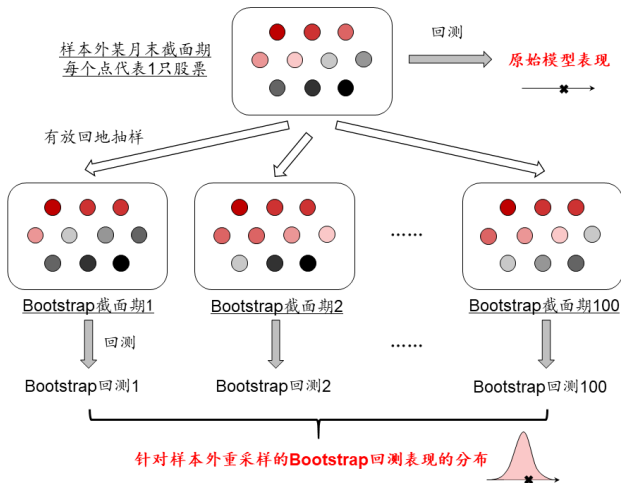 样本外某月末截面期
每个点代表1只股票
回测
原始模型表现
有放回地抽样
……
Bootstrap截面期1
Bootstrap截面期2
Bootstrap截面期100
回测
……
Bootstrap回测1
Bootstrap回测2
Bootstrap回测100
针对样本外重采样的Bootstrap回测表现的分布